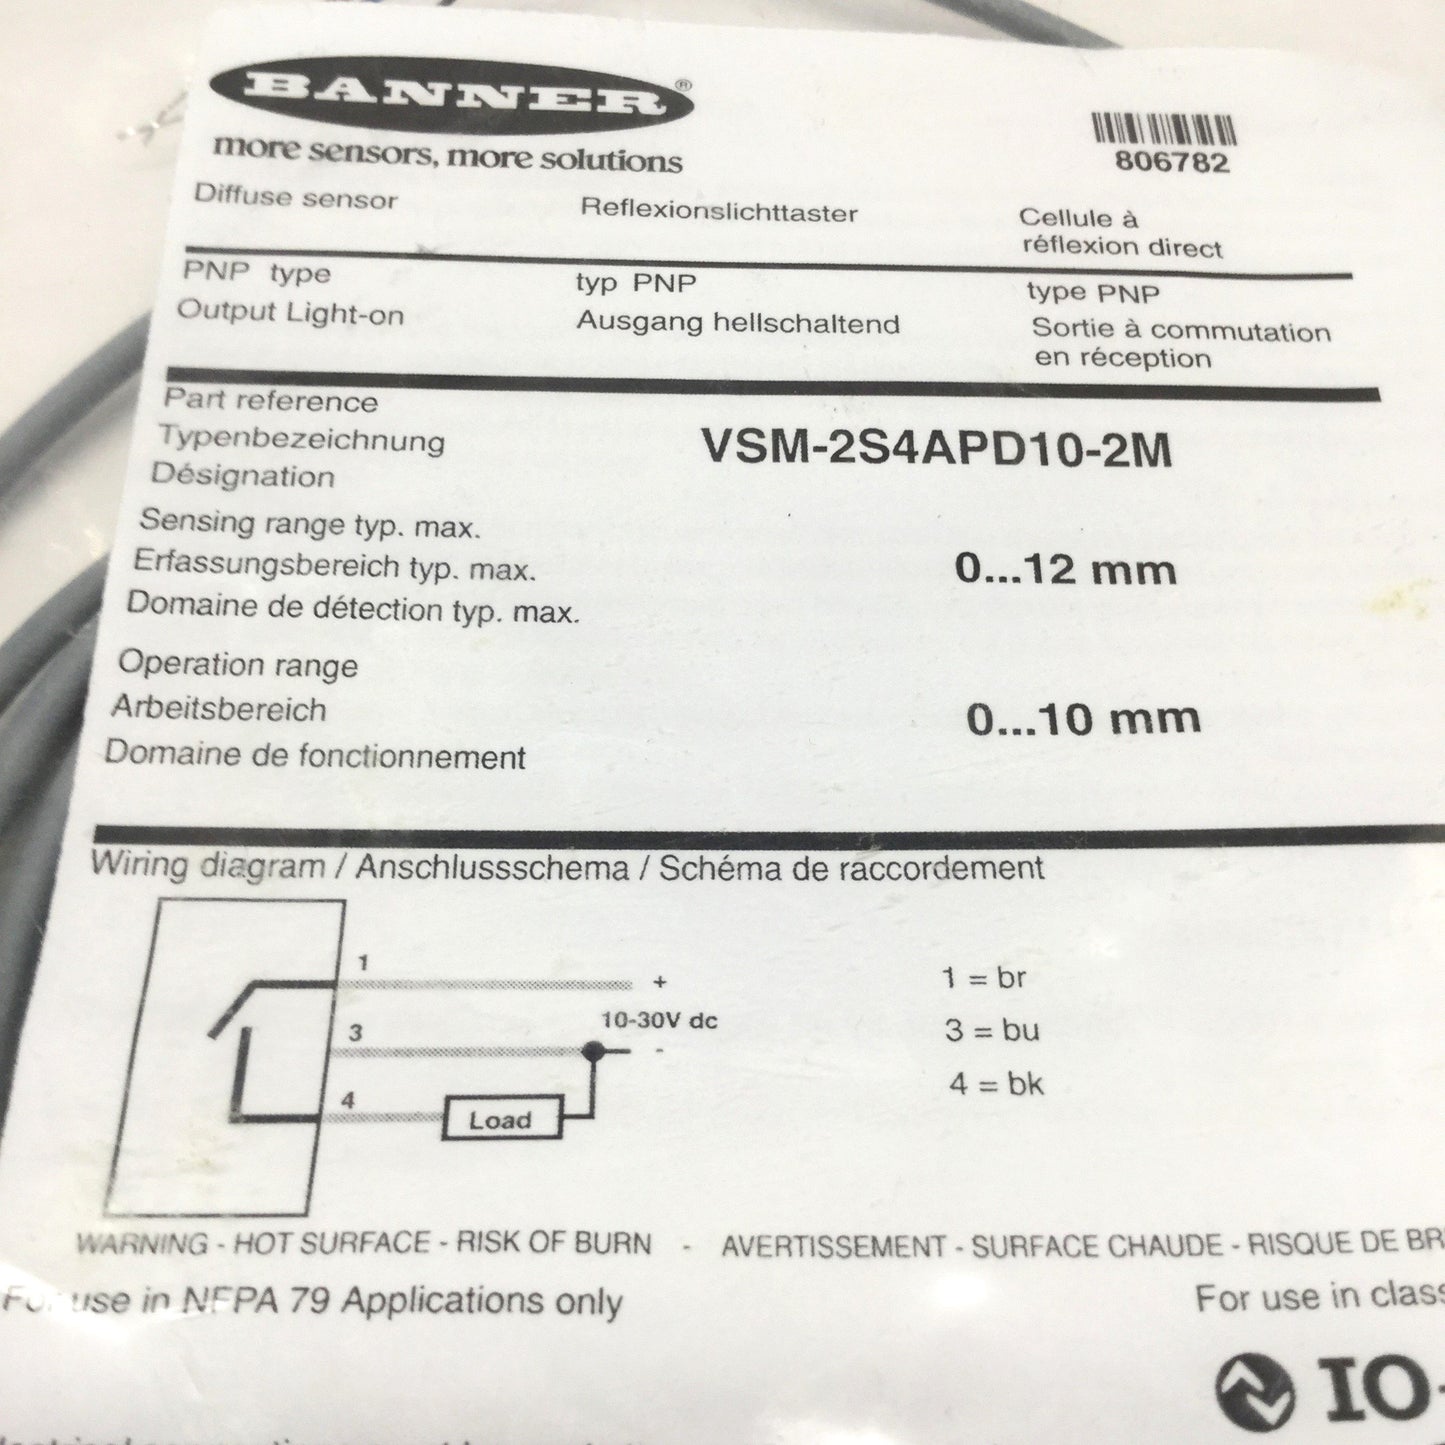 BANNER®
more sensors, more solutions
806782
Diffuse sensor
Reflexionslichttaster
Cellule à
réflexion direct
PNP type
typ PNP
type PNP
Output Light-on
Ausgang hellschaltend
Sortie à commutation
en réception
Part reference
Typenbezeichnung
Désignation
VSM-2S4APD10-2M
Sensing range typ. max.
Erfassungsbereich typ. max.
Domaine de détection typ. max.
0...12 mm
Operation range
Arbeitsbereich
Domaine de fonctionnement
0...10 mm
Wiring diagram / Anschlussschema / Schéma de raccordement
1
+
10-30V dc
3
-
4
Load
1 = br
3 = bu
4 = bk
WARNING - HOT SURFACE - RISK OF BURN - AVERTISSEMENT - SURFACE CHAUDE - RISQUE DE BR
For use in NFPA 79 Applications only
For use in class
IO-